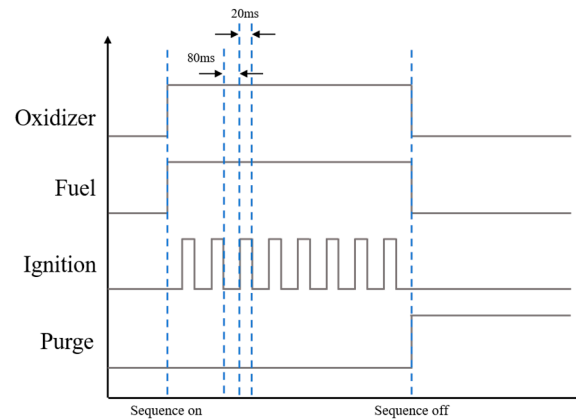 20ms
80ms
Oxidizer
Fuel
Ignition
Purge
Sequence on
Sequence off